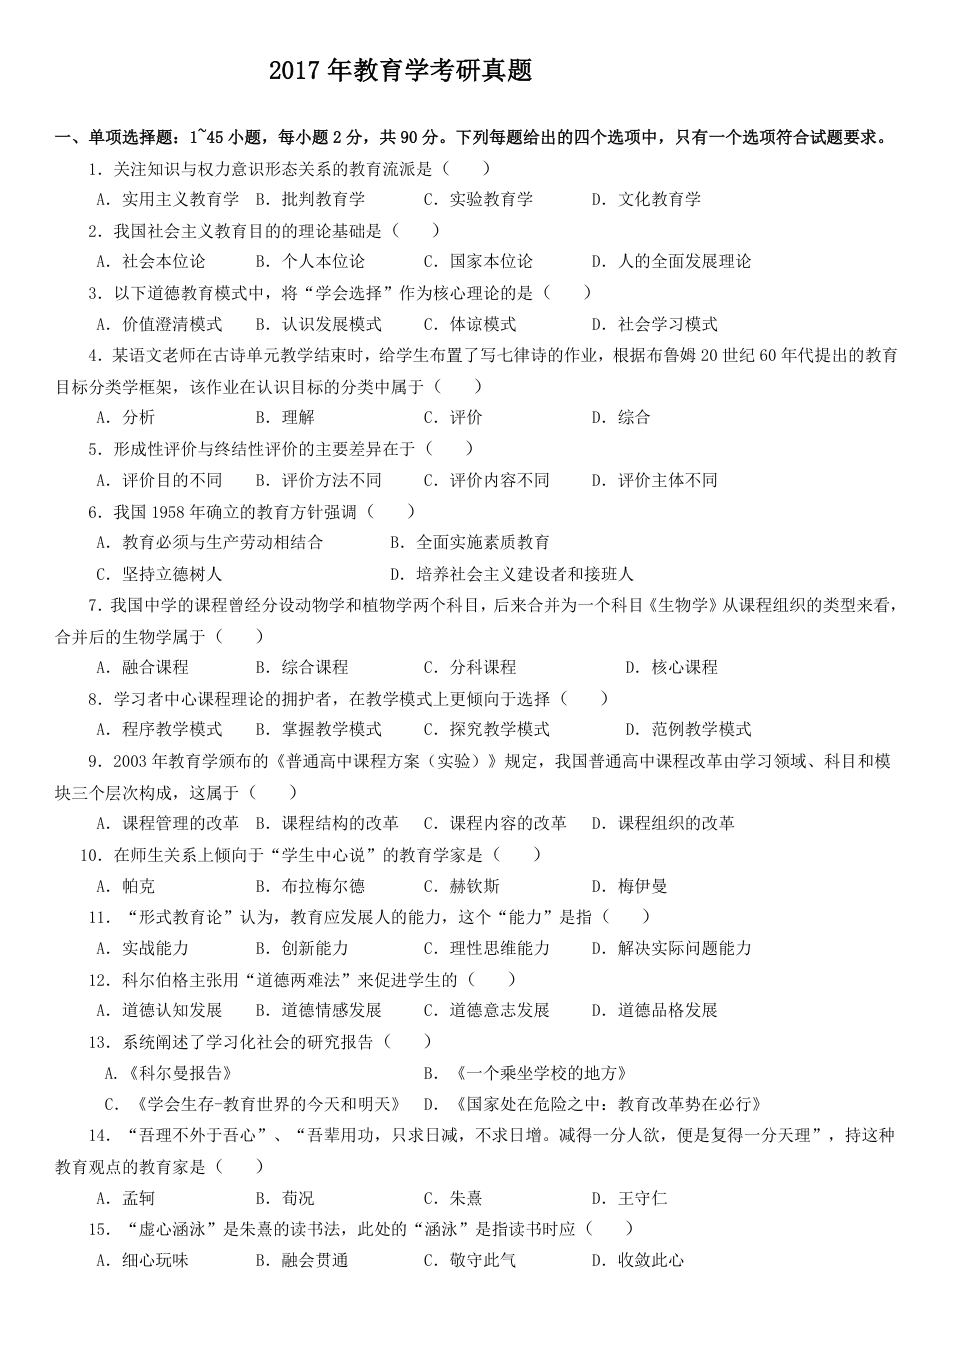 2017 年教育学考研真题
一、单项选择题：1~45 小题，每小题 2 分，共 90 分。下列每题给出的四个选项中，只有一个选项符合试题要求。
1．关注知识与权力意识形态关系的教育流派是（　　）
A．实用主义教育学 B．批判教育学 C．实验教育学 D．文化教育学
2．我国社会主义教育目的的理论基础是（　　）
A．社会本位论 B．个人本位论 C．国家本位论 D．人的全面发展理论
3．以下道德教育模式中，将“学会选择”作为核心理论的是（　　）
A．价值澄清模式 B．认识发展模式 C．体谅模式 D．社会学习模式
4．某语文老师在古诗单元教学结束时，给学生布置了写七律诗的作业，根据布鲁姆 20 世纪 60 年代提出的教育
目标分类学框架，该作业在认识目标的分类中属于（　　）
A．分析 B．理解 C．评价 D．综合
5．形成性评价与终结性评价的主要差异在于（　　）
A．评价目的不同 B．评价方法不同 C．评价内容不同 D．评价主体不同
6．我国 1958 年确立的教育方针强调（　　）
A．教育必须与生产劳动相结合 B．全面实施素质教育
C．坚持立德树人 D．培养社会主义建设者和接班人
7．我国中学的课程曾经分设动物学和植物学两个科目，后来合并为一个科目《生物学》从课程组织的类型来看，
合并后的生物学属于（　　）
A．融合课程 B．综合课程 C．分科课程 D．核心课程
8．学习者中心课程理论的拥护者，在教学模式上更倾向于选择（　　）
A．程序教学模式 B．掌握教学模式 C．探究教学模式 D．范例教学模式
9．2003 年教育学颁布的《普通高中课程方案（实验）》规定，我国普通高中课程改革由学习领域、科目和模
块三个层次构成，这属于（　　）
A．课程管理的改革 B．课程结构的改革 C．课程内容的改革 D．课程组织的改革
10．在师生关系上倾向于“学生中心说”的教育学家是（　　）
A．帕克 B．布拉梅尔德 C．赫钦斯 D．梅伊曼
11．“形式教育论”认为，教育应发展人的能力，这个“能力”是指（　　）
A．实战能力 B．创新能力 C．理性思维能力 D．解决实际问题能力
12．科尔伯格主张用“道德两难法”来促进学生的（　　）
A．道德认知发展 B．道德情感发展 C．道德意志发展 D．道德品格发展
13．系统阐述了学习化社会的研究报告（　　）
A.《科尔曼报告》 B．《一个乘坐学校的地方》
C．《学会生存-教育世界的今天和明天》 D．《国家处在危险之中：教育改革势在必行》
14．“吾理不外于吾心”、“吾辈用功，只求日减，不求日增。减得一分人欲，便是复得一分天理”，持这种
教育观点的教育家是（　　）
A．孟轲 B．荀况 C．朱熹 D．王守仁
15．“虚心涵泳”是朱熹的读书法，此处的“涵泳”是指读书时应（　　）
A．细心玩味 B．融会贯通 C．敬守此气 D．收敛此心